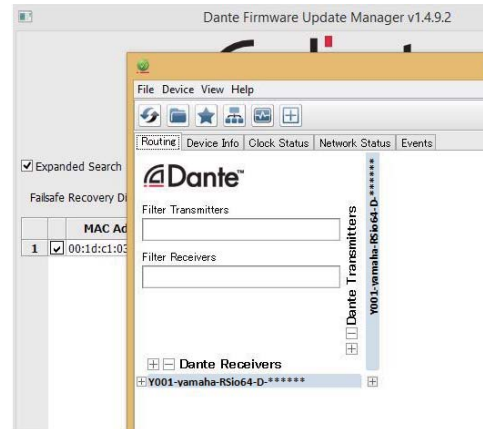 Dante Firmware Update Manager v1.4.9.2
File Device View Help
Routing Device Info Clock Status Network Status Events
Expanded Search
Failsafe Recovery Di
MAC Ad
1 00:1d:c1:03
Dante™
Filter Transmitters
Filter Receivers
Dante Transmitters
Y001-yamaha-RSio64-D-******
Dante Receivers
Y001-yamaha-RSio64-D-******